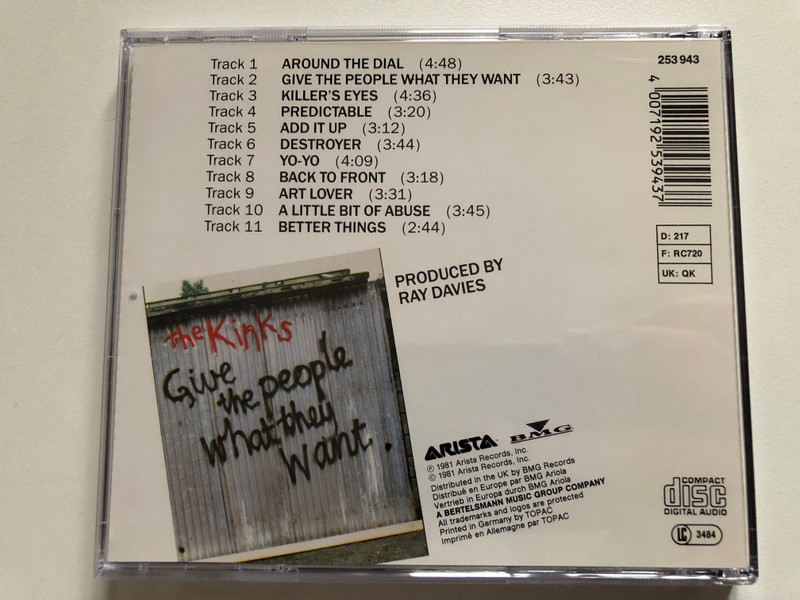 Track 1 AROUND THE DIAL (4:48)
Track 2 GIVE THE PEOPLE WHAT THEY WANT (3:43)
Track 3 KILLER'S EYES (4:36)
Track 4 PREDICTABLE (3:20)
Track 5 ADD IT UP (3:12)
Track 6 DESTROYER (3:44)
Track 7 YO-YO (4:09)
Track 8 BACK TO FRONT (3:18)
Track 9 ART LOVER (3:31)
Track 10 A LITTLE BIT OF ABUSE (3:45)
Track 11 BETTER THINGS (2:44)
253 943
4 007192 539437
D: 217
F: RC720
UK: QK
PRODUCED BY
RAY DAVIES
the Kinks
Give
the people
what they
want.
ARISTA BMG
℗ 1981 Arista Records, Inc.
© 1981 Arista Records, Inc.
Distributed in the UK by BMG Records
Distribué en Europe par BMG Ariola
Vertrieb in Europa durch BMG Ariola
A BERTELSMANN MUSIC GROUP COMPANY
All trademarks and logos are protected
Printed in Germany by TOPAC
Imprimé en Allemagne par TOPAC
COMPACT
disc
DIGITAL AUDIO
LC 3484